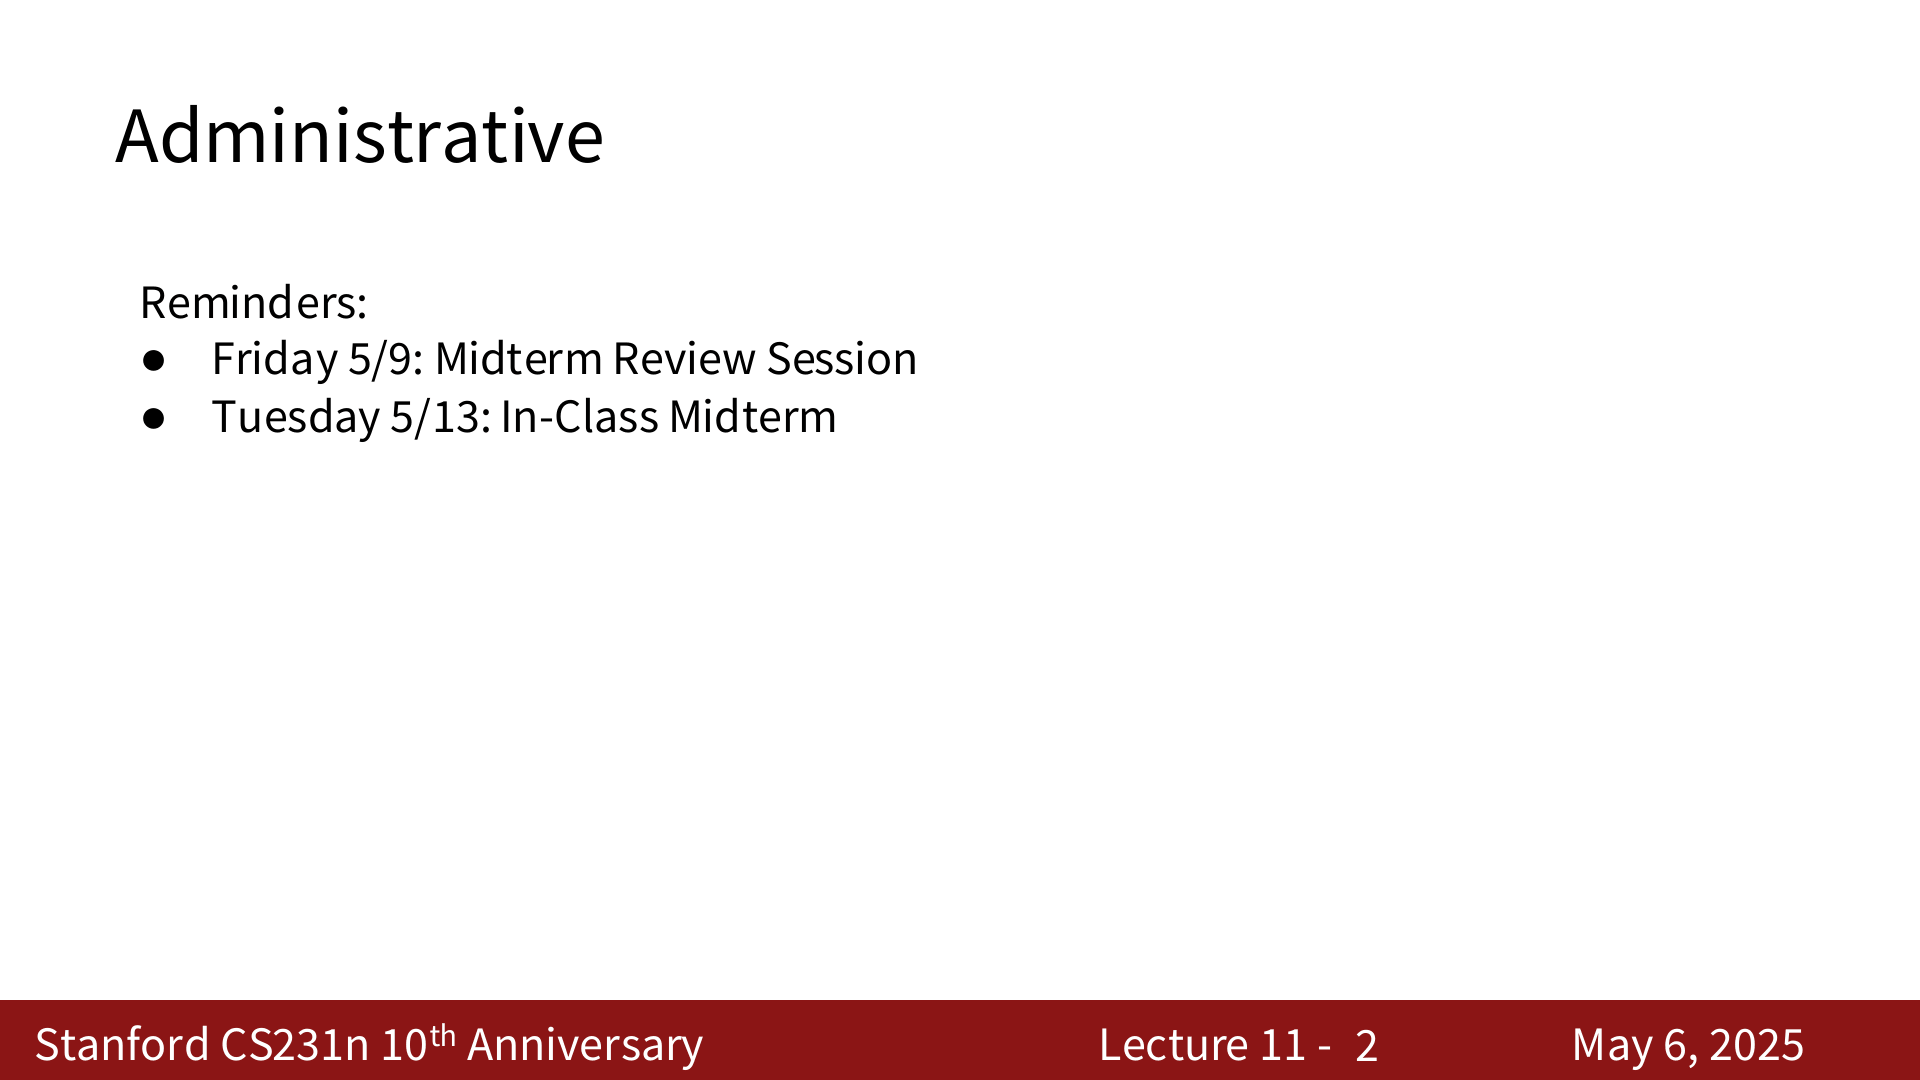 Administrative
Reminders:
● Friday 5/9: Midterm Review Session
● Tuesday 5/13: In-Class Midterm
Stanford CS231n 10th Anniversary
Lecture 11 - 2
May 6, 2025